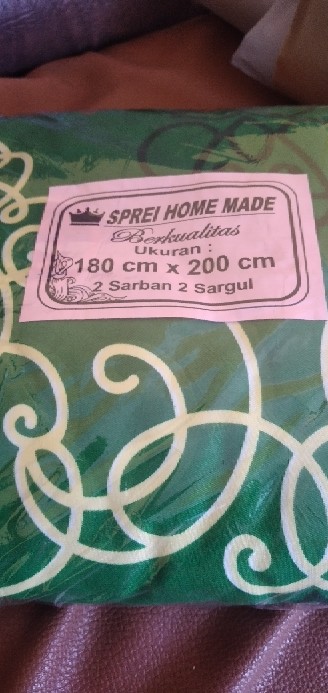 SPREI HOME MADE
Berkualitas
Ukuran :
180 cm x 200 cm
2 Sarban 2 Sargul